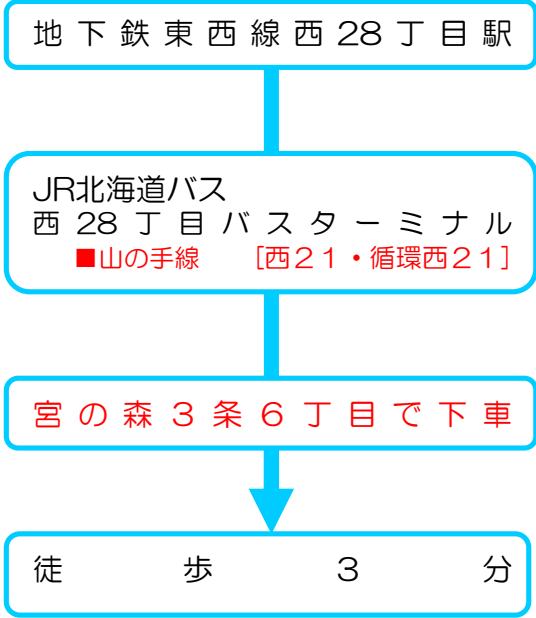 地下鉄東西線西28丁目駅
JR北海道バス
西28丁目バスターミナル
■山の手線　[西２１・循環西２１]
宮の森３条６丁目で下車
徒歩３分